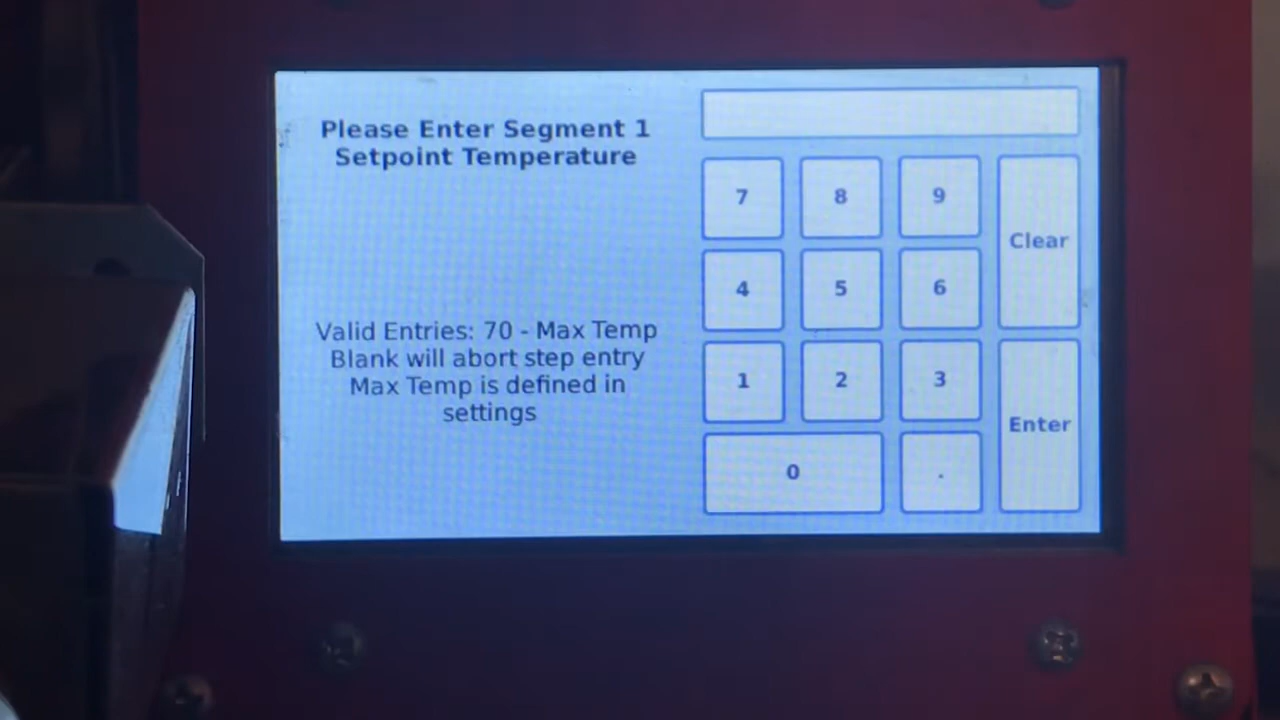 Please Enter Segment 1
Setpoint Temperature
Valid Entries: 70 - Max Temp
Blank will abort step entry
Max Temp is defined in
settings
7 8 9
Clear
4 5 6
1 2 3
Enter
0 .